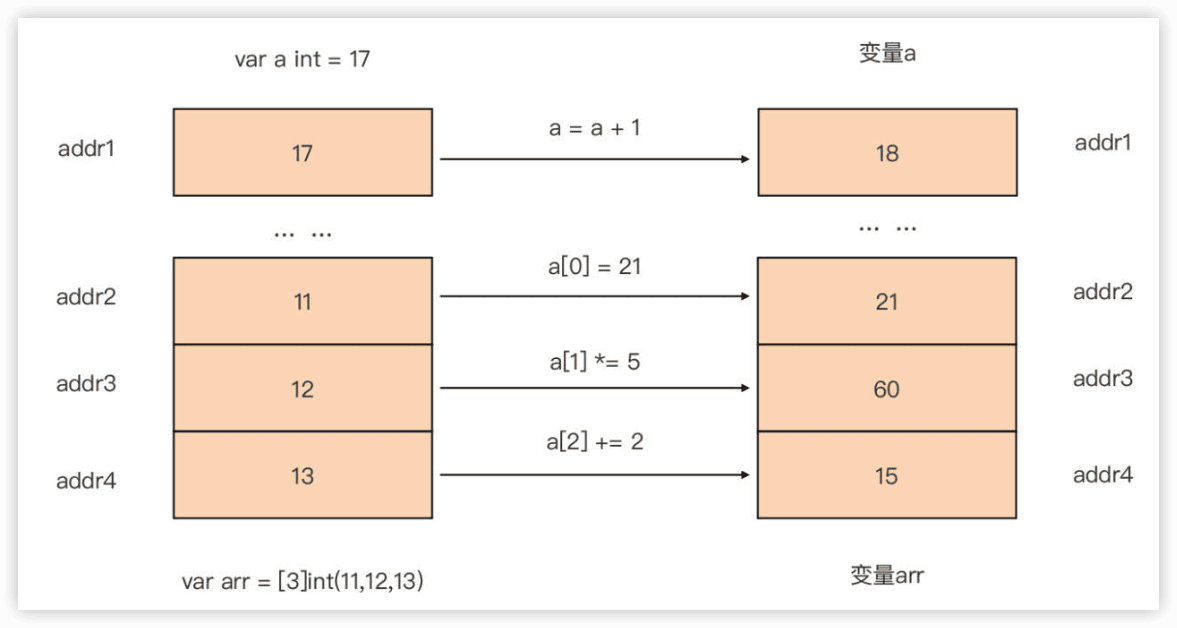 var a int = 17
变量a
addr1
17
a = a + 1
18
addr1
... ...
... ...
addr2
11
a[0] = 21
21
addr2
addr3
12
a[1] *= 5
60
addr3
addr4
13
a[2] += 2
15
addr4
var arr = [3]int(11,12,13)
变量arr